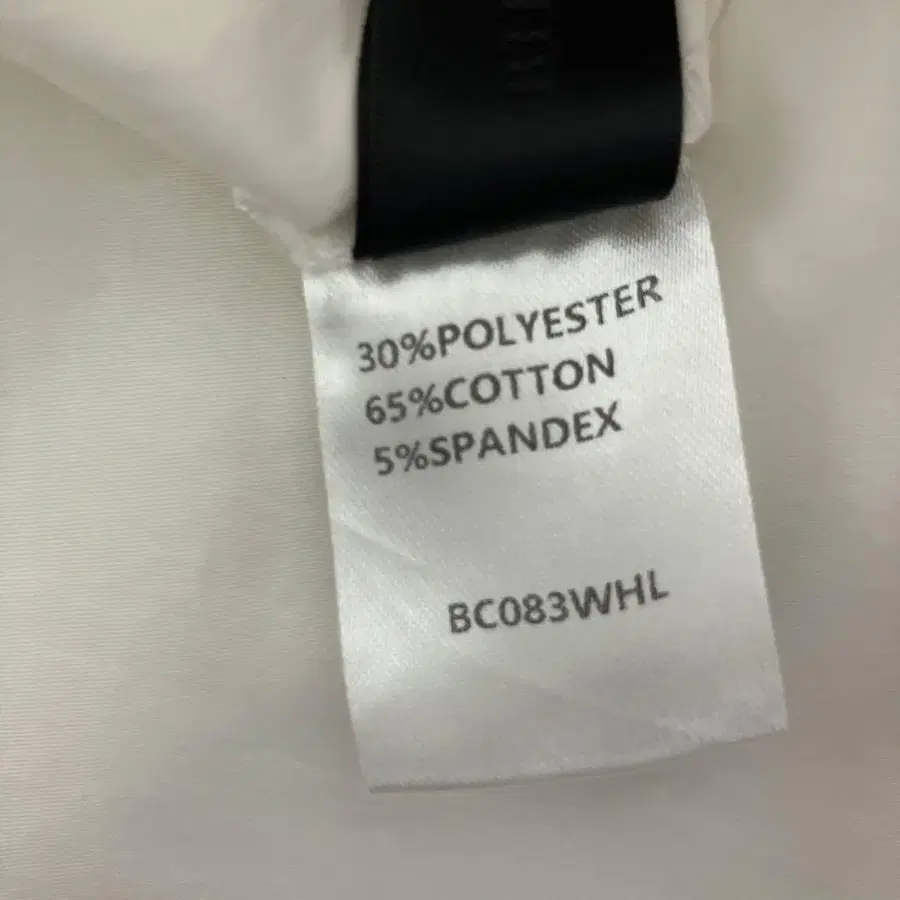 30%POLYESTER
65%COTTON
5%SPANDEX
BC083WHL